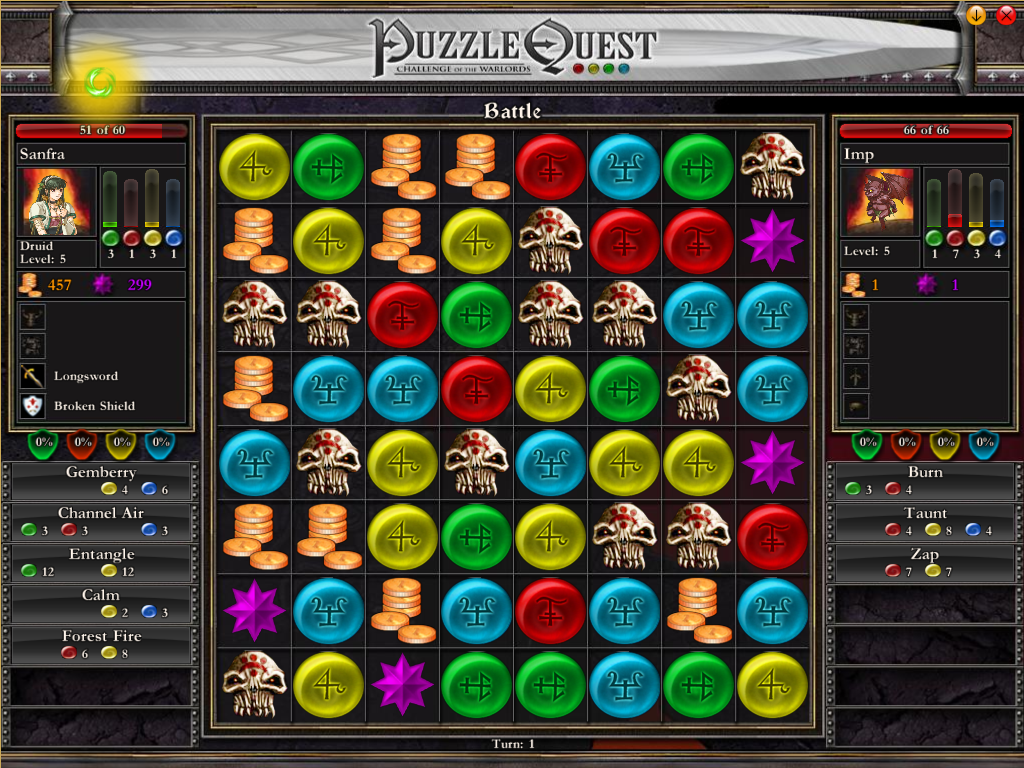 PUZZLE QUEST
CHALLENGE OF THE WARLORDS
Battle
51 of 60
Sanfra
Druid
Level: 5
3 1 3 1
457 299
Longsword
Broken Shield
0% 0% 0% 0%
Gemberry
4 6
Channel Air
3 3 3
Entangle
12 12
Calm
2 3
Forest Fire
6 8
66 of 66
Imp
Level: 5
1 7 3 4
1 1
0% 0% 0% 0%
Burn
3 4
Taunt
4 8 4
Zap
7 7
Turn: 1